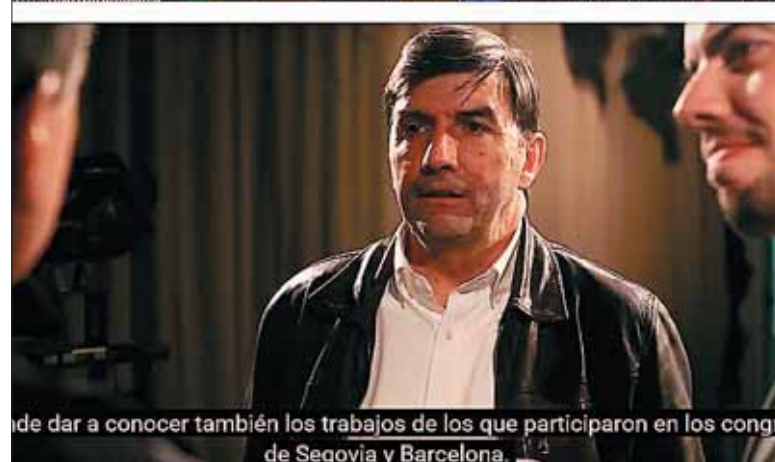 nde dar a conocer también los trabajos de los que participaron en los cong
de Segovia y Barcelona.